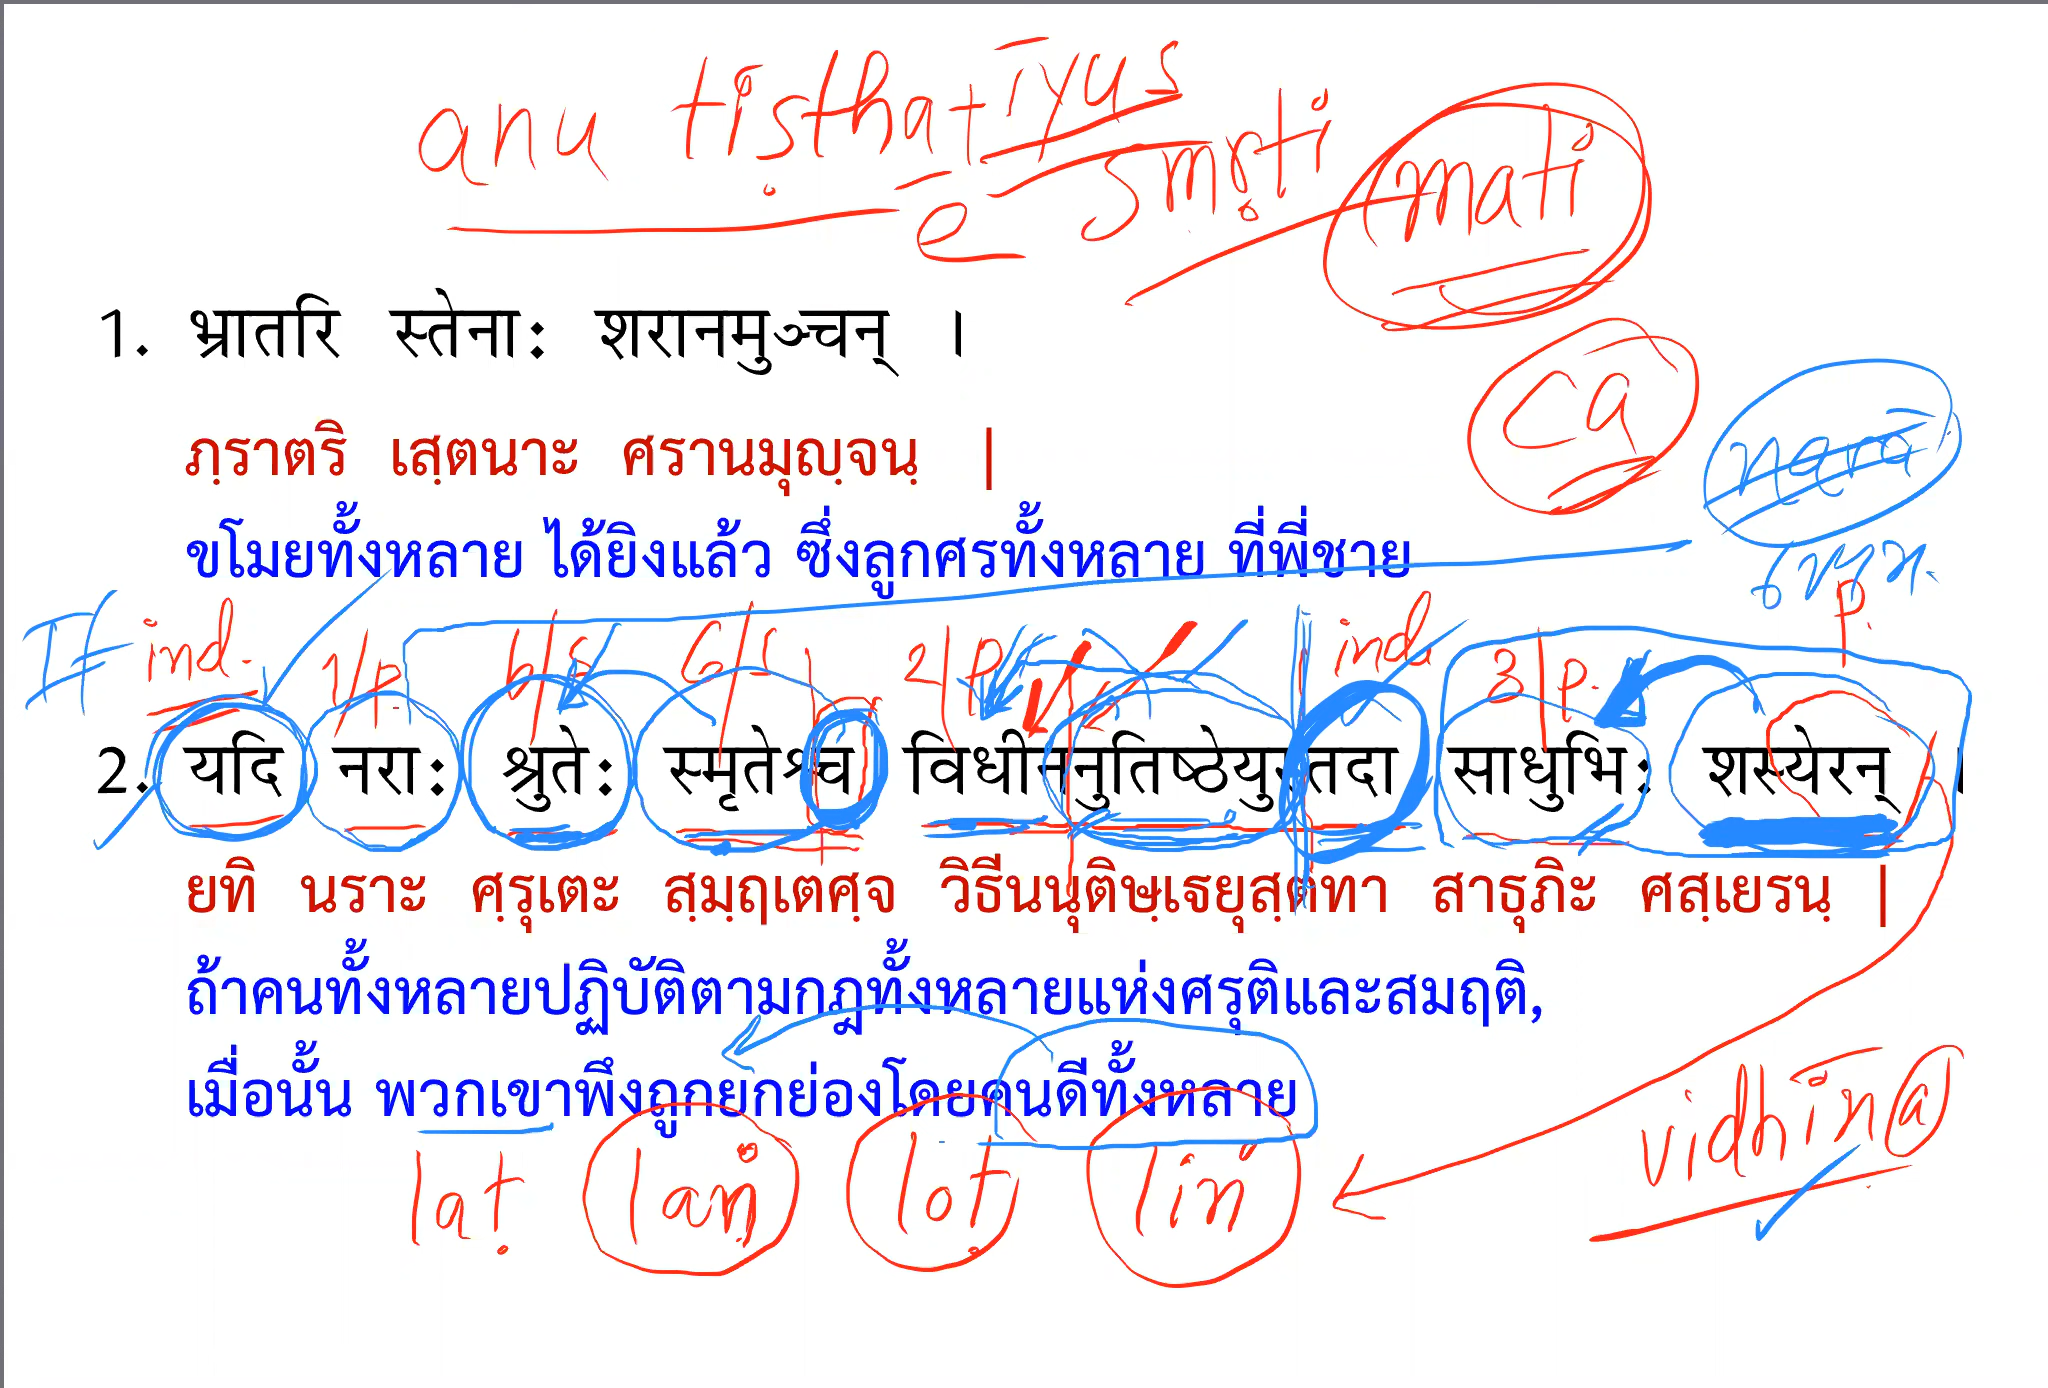 anu tiṣṭhat īyus
e smṛti mati
1. भ्रातरि स्तेनाः शरानमुञ्चन् ।
ca
ภฺราตริ เสฺตนาะ ศรานมุญฺจนฺ |
ขโมยทั้งหลาย ได้ยิงแล้ว ซึ่งลูกศรทั้งหลาย ที่พี่ชาย
If ind. 1/p. 6/s 6/s 2/p ind 3/p. p.
2. यदि नराः श्रुतेः स्मृतेश्च विधीननुतिष्ठेयुस्तदा साधुभिः शस्येरन् ।
ยทิ นราะ ศฺรุเตะ สฺมฺฤเตศฺจ วิธีนนุติษฺเฐยุสฺตทา สาธุภิะ ศสฺเยรนฺ |
ถ้าคนทั้งหลายปฏิบัติตามกฎทั้งหลายแห่งศรุติและสมฤติ,
เมื่อนั้น พวกเขาพึงถูกยกย่องโดยคนดีทั้งหลาย
vidhīn a
laṭ laṅ loṭ liṅ